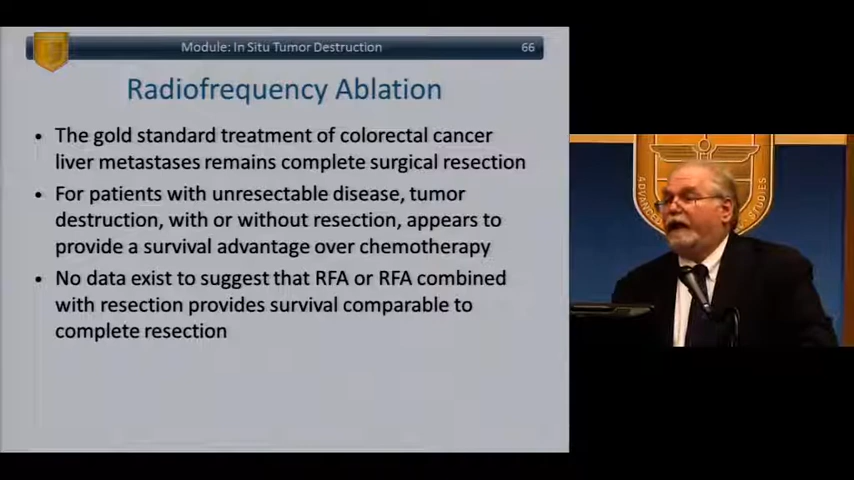 Module: In Situ Tumor Destruction
66
Radiofrequency Ablation
• The gold standard treatment of colorectal cancer
liver metastases remains complete surgical resection
• For patients with unresectable disease, tumor
destruction, with or without resection, appears to
provide a survival advantage over chemotherapy
• No data exist to suggest that RFA or RFA combined
with resection provides survival comparable to
complete resection
ADVANCED
STUDIES